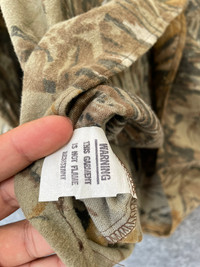 WARNING
THIS GARMENT
IS NOT FLAME
RESISTANT